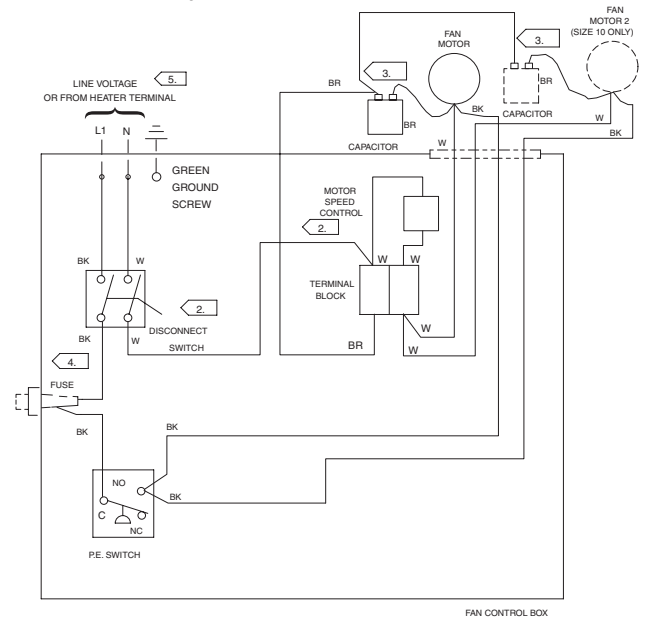 FAN
MOTOR 2
(SIZE 10 ONLY)
FAN
MOTOR
3.
3.
5.
LINE VOLTAGE
OR FROM HEATER TERMINAL
BR
BR
BK
BR
CAPACITOR
W
BK
L1
N
CAPACITOR
W
GREEN
GROUND
SCREW
MOTOR
SPEED
CONTROL
2.
BK
W
W
W
TERMINAL
BLOCK
2.
DISCONNECT
SWITCH
BK
W
BR
W
W
4.
FUSE
BK
BK
NO
BK
C
NC
P.E. SWITCH
FAN CONTROL BOX